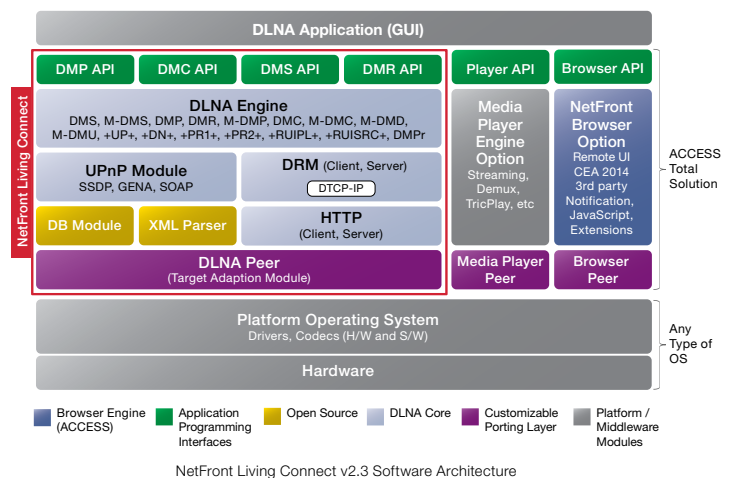 DLNA Application (GUI)
DMP API
DMC API
DMS API
DMR API
Player API
Browser API
NetFront Living Connect
DLNA Engine
DMS, M-DMS, DMP, DMR, M-DMP, DMC, M-DMC, M-DMD,
M-DMU, +UP+, +DN+, +PR1+, +PR2+, +RUIPL+, +RUISRC+, DMPr
UPnP Module
SSDP, GENA, SOAP
DRM (Client, Server)
DTCP-IP
DB Module
XML Parser
HTTP
(Client, Server)
DLNA Peer
(Target Adaption Module)
Media
Player
Engine
Option
Streaming,
Demux,
TricPlay, etc
NetFront
Browser
Option
Remote UI
CEA 2014
3rd party
Notification,
JavaScript,
Extensions
Media Player
Peer
Browser
Peer
ACCESS
Total
Solution
Platform Operating System
Drivers, Codecs (H/W and S/W)
Hardware
Any
Type of
OS
Browser Engine
(ACCESS)
Application
Programming
Interfaces
Open Source
DLNA Core
Customizable
Porting Layer
Platform /
Middleware
Modules
NetFront Living Connect v2.3 Software Architecture